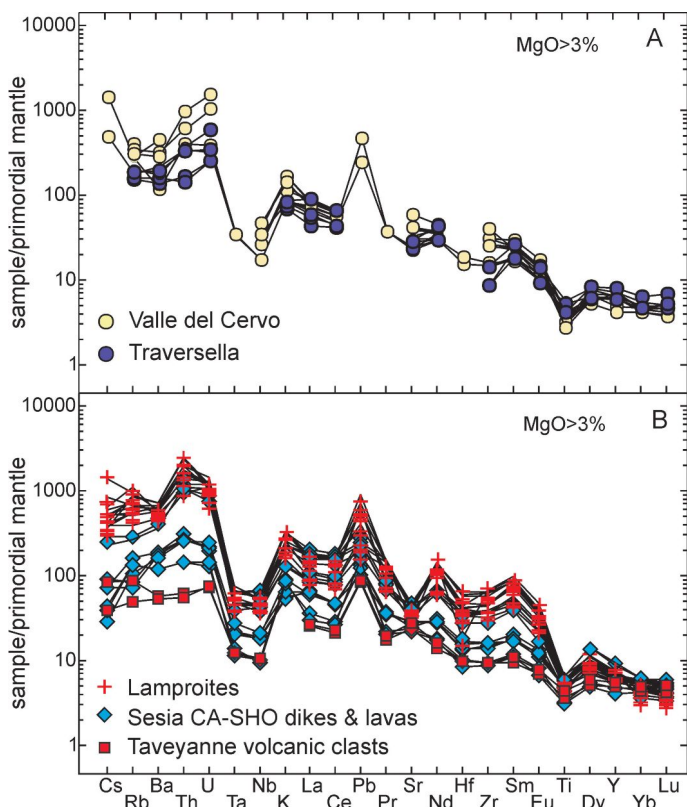 10000
MgO>3%
A
1000
100
10
1
sample/primordial mantle
Valle del Cervo
Traversella
10000
MgO>3%
B
1000
100
10
1
sample/primordial mantle
Lamproites
Sesia CA-SHO dikes & lavas
Taveyanne volcanic clasts
Cs Ba U Nb La Pb Sr Hf Sm Ti Y Lu
Rb Th Ta K Ce Pr Nd Zr Eu Dy Yb